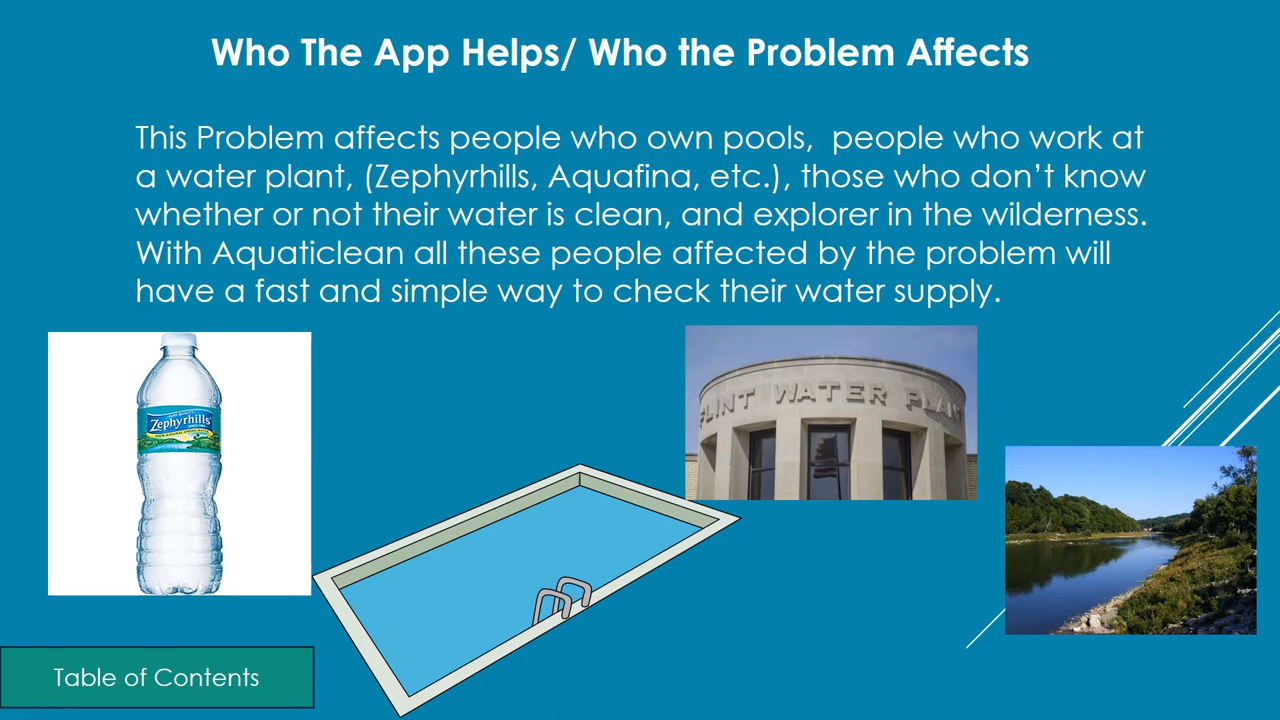 Who The App Helps/ Who the Problem Affects
This Problem affects people who own pools,  people who work at
a water plant, (Zephyrhills, Aquafina, etc.), those who don’t know
whether or not their water is clean, and explorer in the wilderness.
With Aquaticlean all these people affected by the problem will
have a fast and simple way to check their water supply.
Zephyrhills
FLINT WATER PLANT
Table of Contents